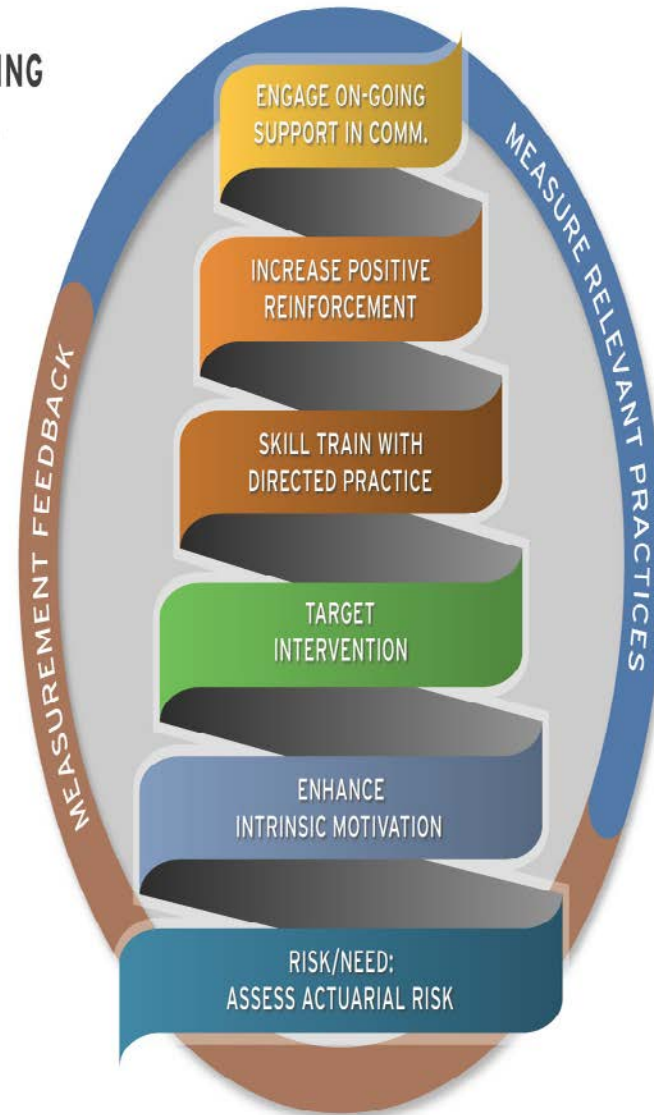 ING
ENGAGE ON-GOING
SUPPORT IN COMM.
INCREASE POSITIVE
REINFORCEMENT
SKILL TRAIN WITH
DIRECTED PRACTICE
TARGET
INTERVENTION
ENHANCE
INTRINSIC MOTIVATION
RISK/NEED:
ASSESS ACTUARIAL RISK
MEASUREMENT FEEDBACK
MEASURE RELEVANT PRACTICES